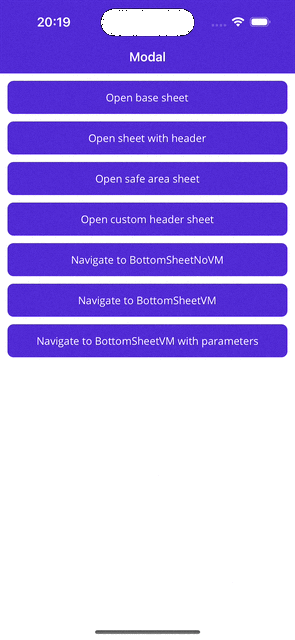 20:19
Modal
Open base sheet
Open sheet with header
Open safe area sheet
Open custom header sheet
Navigate to BottomSheetNoVM
Navigate to BottomSheetVM
Navigate to BottomSheetVM with parameters